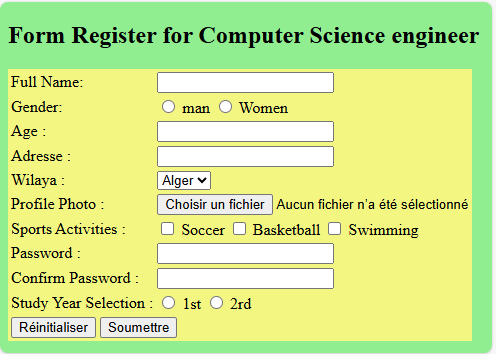 Form Register for Computer Science engineer
Full Name:
Gender: man Women
Age :
Adresse :
Wilaya : Alger
Profile Photo : Choisir un fichier Aucun fichier n'a été sélectionné
Sports Activities : Soccer Basketball Swimming
Password :
Confirm Password :
Study Year Selection : 1st 2rd
Réinitialiser Soumettre